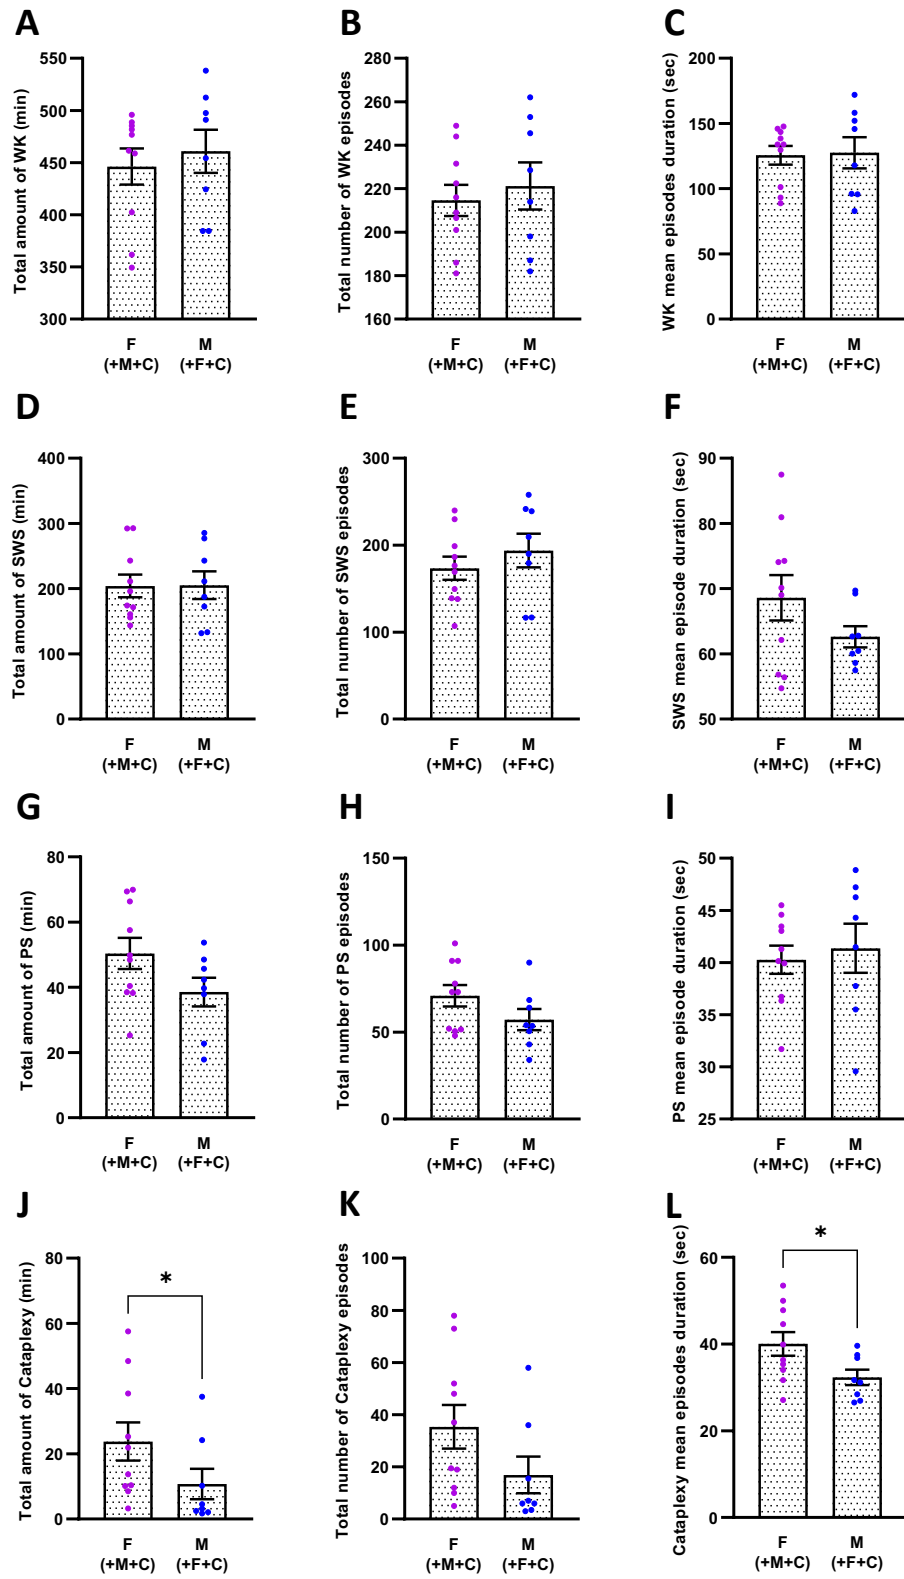 A
B
C
Total amount of WK (min)
550
500
450
400
350
300
F
(+M+C)
M
(+F+C)
Total number of WK episodes
280
260
240
220
200
180
160
F
(+M+C)
M
(+F+C)
WK mean episodes duration (sec)
200
150
100
50
0
F
(+M+C)
M
(+F+C)
D
E
F
Total amount of SWS (min)
400
300
200
100
0
F
(+M+C)
M
(+F+C)
Total number of SWS episodes
300
200
100
0
F
(+M+C)
M
(+F+C)
SWS mean episode duration (sec)
90
80
70
60
50
F
(+M+C)
M
(+F+C)
G
H
I
Total amount of PS (min)
80
60
40
20
0
F
(+M+C)
M
(+F+C)
Total number of PS episodes
150
100
50
0
F
(+M+C)
M
(+F+C)
PS mean episode duration (sec)
50
45
40
35
30
25
F
(+M+C)
M
(+F+C)
J
K
L
Total amount of Cataplexy (min)
80
60
40
20
0
*
F
(+M+C)
M
(+F+C)
Total number of Cataplexy episodes
100
80
60
40
20
0
F
(+M+C)
M
(+F+C)
Cataplexy mean episodes duration (sec)
60
40
20
0
*
F
(+M+C)
M
(+F+C)